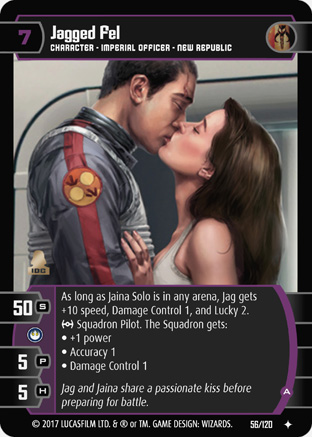 7
Jagged Fel
CHARACTER - IMPERIAL OFFICER - NEW REPUBLIC
IDC
50 S
As long as Jaina Solo is in any arena, Jag gets
+10 speed, Damage Control 1, and Lucky 2.
Squadron Pilot. The Squadron gets:
• +1 power
• Accuracy 1
• Damage Control 1
5 P
5 H
Jag and Jaina share a passionate kiss before
preparing for battle.
A
© 2017 LUCASFILM LTD. & ® or TM. GAME DESIGN: WIZARDS.
56/120